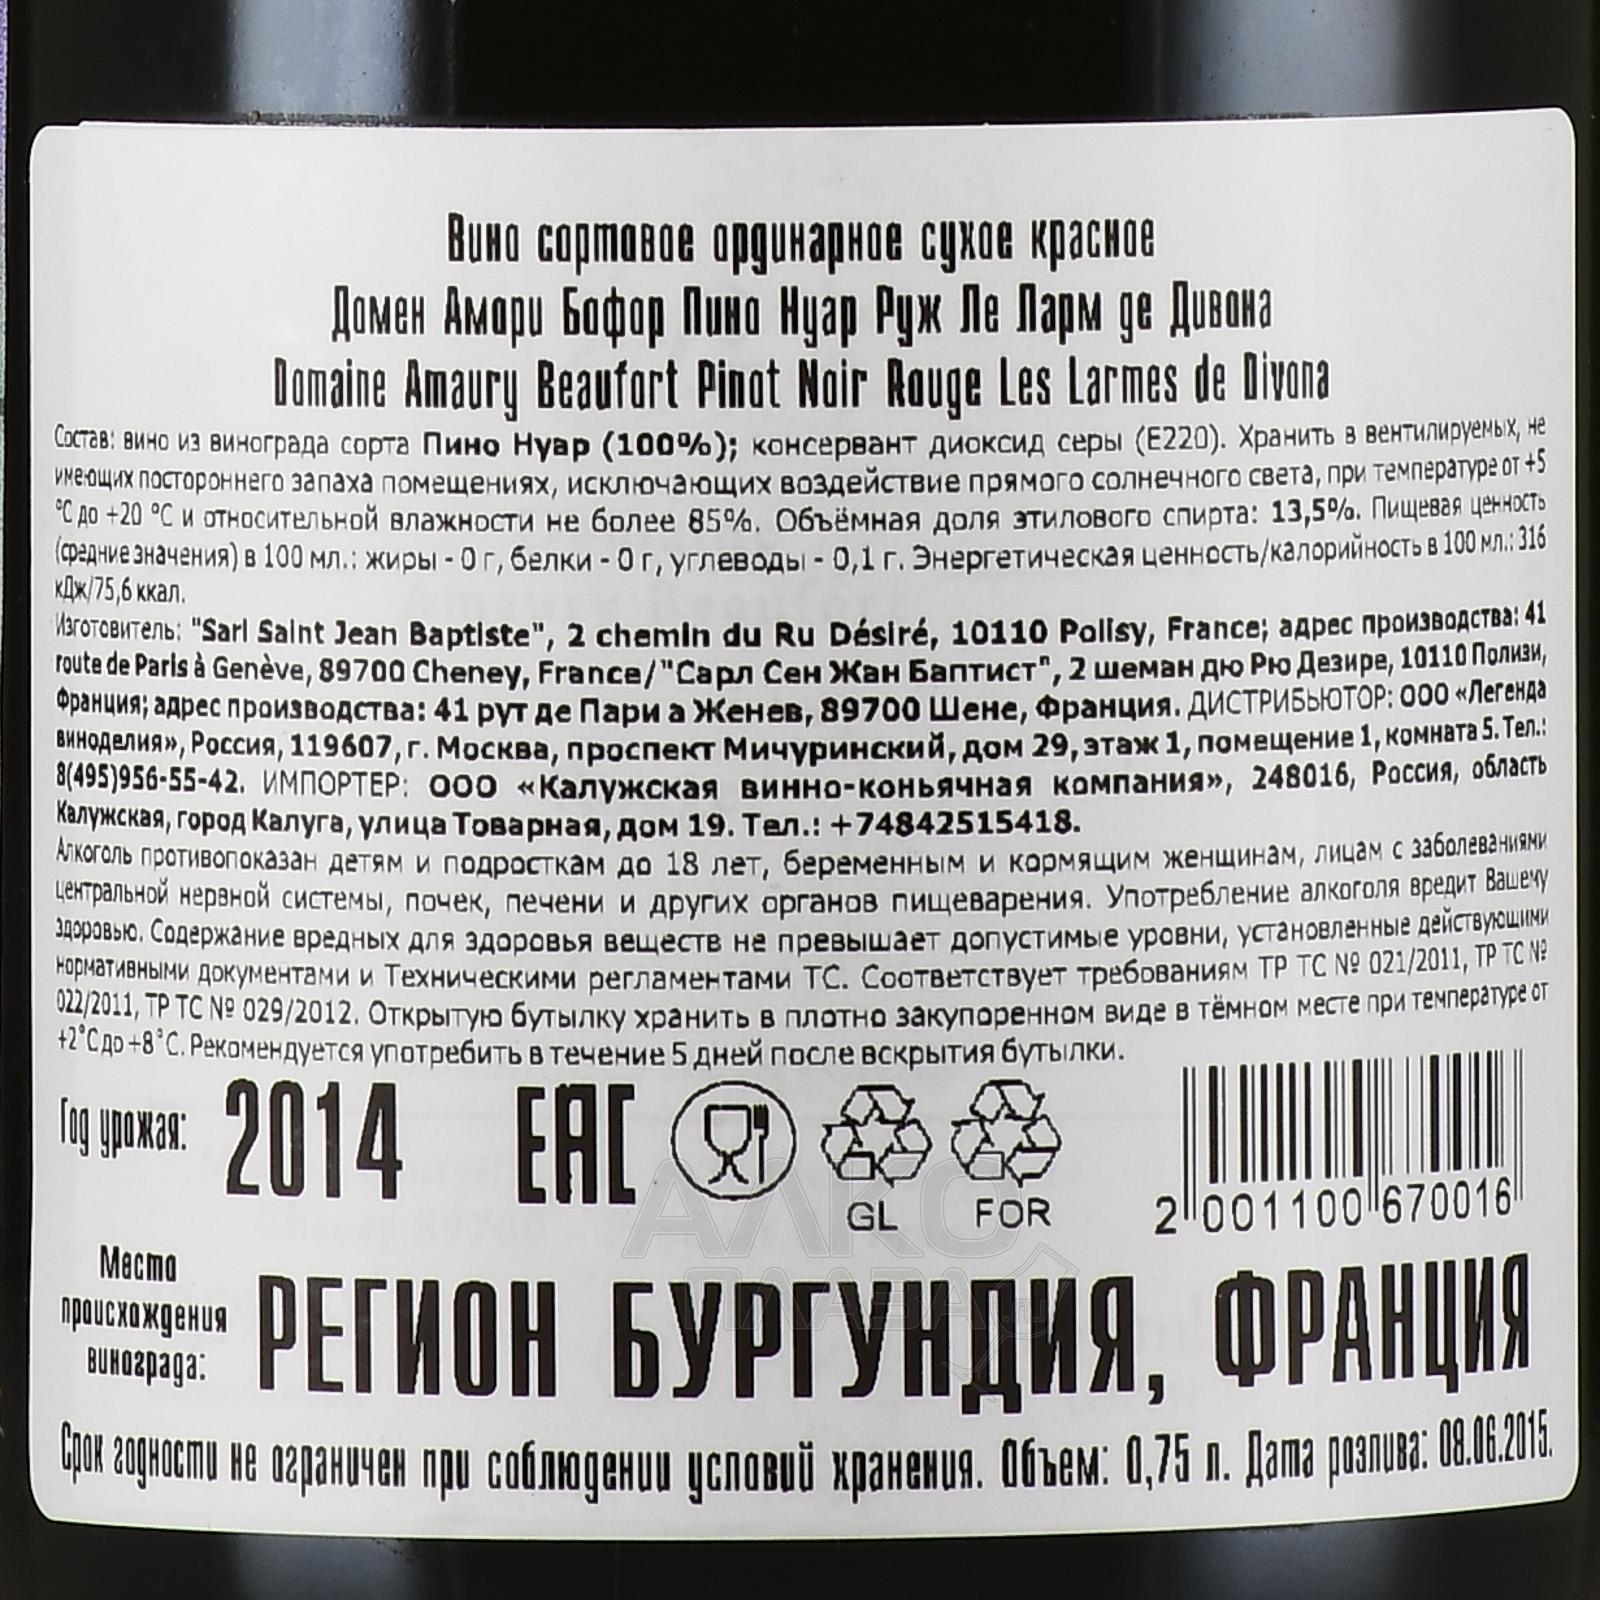 Вино сортовое ординарное сухое красное
Домен Амори Бофор Пино Нуар Руж Ле Ларм де Дивона
Domaine Amaury Beaufort Pinot Noir Rouge Les Larmes de Divona
Состав: вино из винограда сорта Пино Нуар (100%); консервант диоксид серы (Е220). Хранить в вентилируемых, не
имеющих постороннего запаха помещениях, исключающих воздействие прямого солнечного света, при температуре от +5
°С до +20 °С и относительной влажности не более 85%. Объёмная доля этилового спирта: 13,5%. Пищевая ценность
(средние значения) в 100 мл.: жиры - 0 г, белки - 0 г, углеводы - 0,1 г. Энергетическая ценность/калорийность в 100 мл.: 316
кДж/75,6 ккал.
Изготовитель: "Sarl Saint Jean Baptiste", 2 chemin du Ru Désiré, 10110 Polisy, France; адрес производства: 41
route de Paris à Genève, 89700 Cheney, France/"Сарл Сен Жан Баптист", 2 шеман дю Рю Дезире, 10110 Полизи,
Франция; адрес производства: 41 рут де Пари а Женев, 89700 Шене, Франция. ДИСТРИБЬЮТОР: ООО «Легенда
виноделия», Россия, 119607, г. Москва, проспект Мичуринский, дом 29, этаж 1, помещение 1, комната 5. Тел.:
8(495)956-55-42. ИМПОРТЕР: ООО «Калужская винно-коньячная компания», 248016, Россия, область
Калужская, город Калуга, улица Товарная, дом 19. Тел.: +74842515418.
Алкоголь противопоказан детям и подросткам до 18 лет, беременным и кормящим женщинам, лицам с заболеваниями
центральной нервной системы, почек, печени и других органов пищеварения. Употребление алкоголя вредит Вашему
здоровью. Содержание вредных для здоровья веществ не превышает допустимые уровни, установленные действующими
нормативными документами и Техническими регламентами ТС. Соответствует требованиям ТР ТС № 021/2011, ТР ТС №
022/2011, ТР ТС № 029/2012. Открытую бутылку хранить в плотно закупоренном виде в тёмном месте при температуре от
+2°С до +8°С. Рекомендуется употребить в течение 5 дней после вскрытия бутылки.
Год урожая: 2014 EAC
GL FOR
2 001100 670016
АЛКО
ПЛАВА.ru
Место
происхождения
винограда:
РЕГИОН БУРГУНДИЯ, ФРАНЦИЯ
Срок годности не ограничен при соблюдении условий хранения. Объем: 0,75 л. Дата розлива: 08.06.2015.